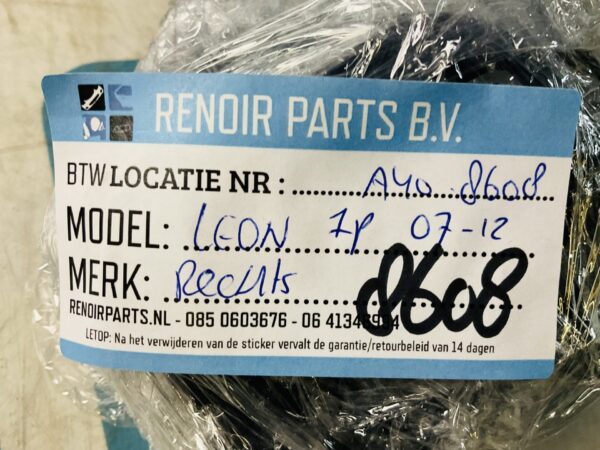 RENOIR PARTS B.V.
BTW LOCATIE NR : A40 8608
MODEL: LEON 1P 07-12
MERK: Rechts
8608
RENOIRPARTS.NL - 085 0603676 - 06
LETOP: Na het verwijderen van de sticker vervalt de garantie/retourbeleid van 14 dagen